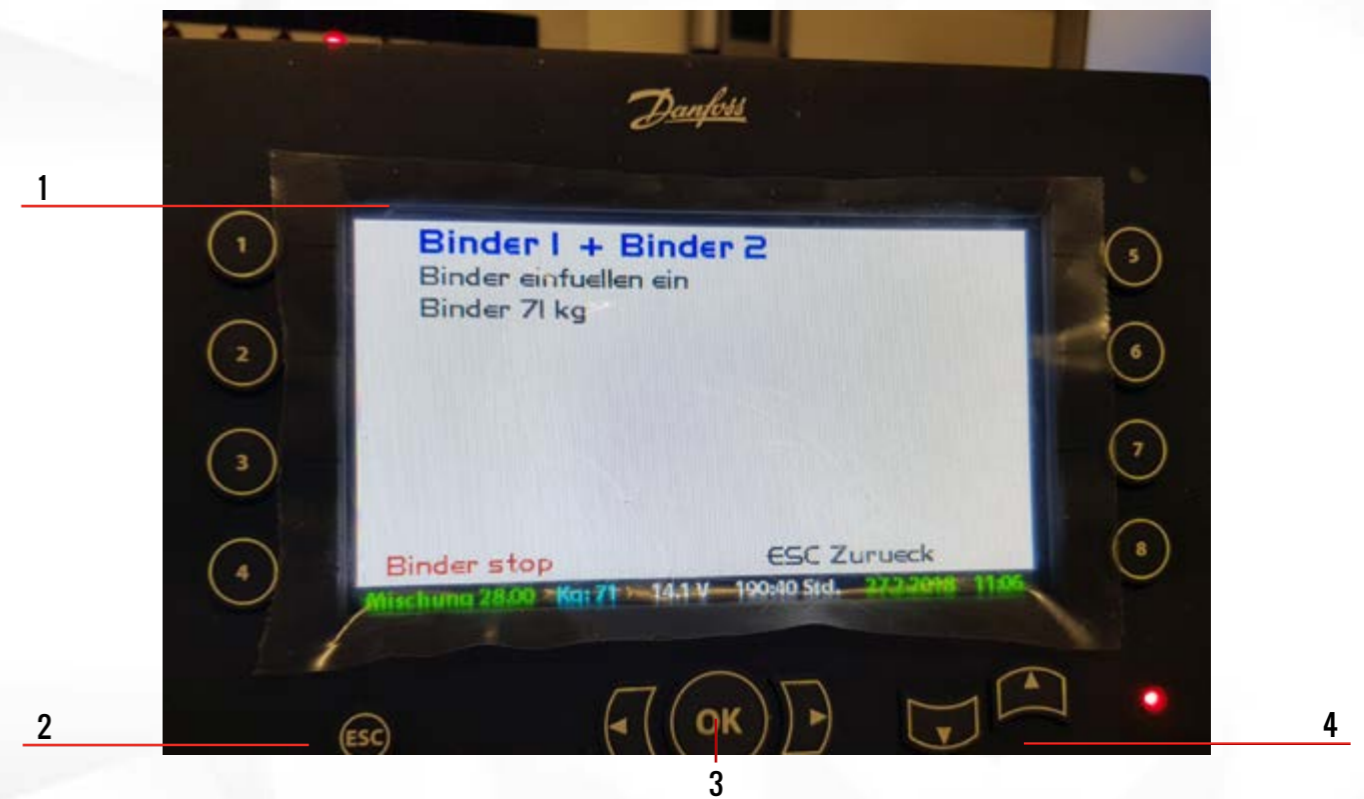 Danfoss
1
1
5
Binder 1 + Binder 2
Binder einfuellen ein
Binder 71 kg
2
6
3
7
4
8
Binder stop
ESC Zurueck
Mischung 28.00 Kg: 71 14.1 V 190:40 Std. 27.2.2018 11:06
2
ESC
OK
4
3